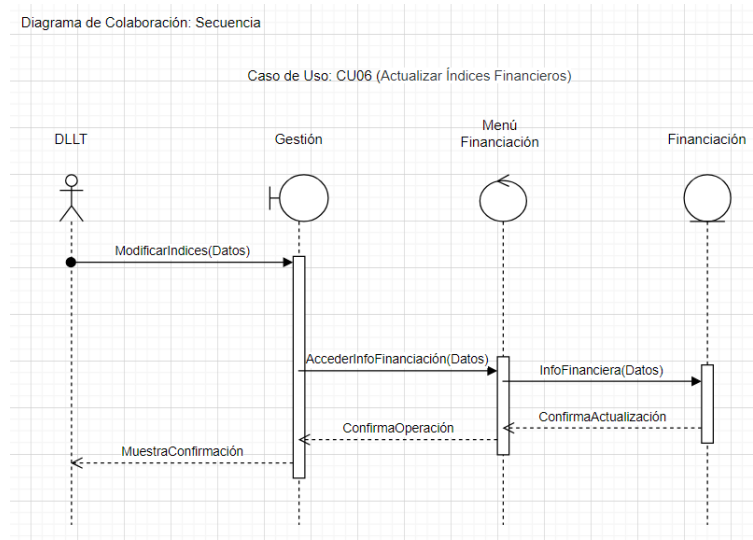 Diagrama de Colaboración: Secuencia
Caso de Uso: CU06 (Actualizar Índices Financieros)
DLLT
Gestión
Menú
Financiación
Financiación
ModificarIndices(Datos)
AccederInfoFinanciación(Datos)
InfoFinanciera(Datos)
ConfirmaActualización
ConfirmaOperación
MuestraConfirmación